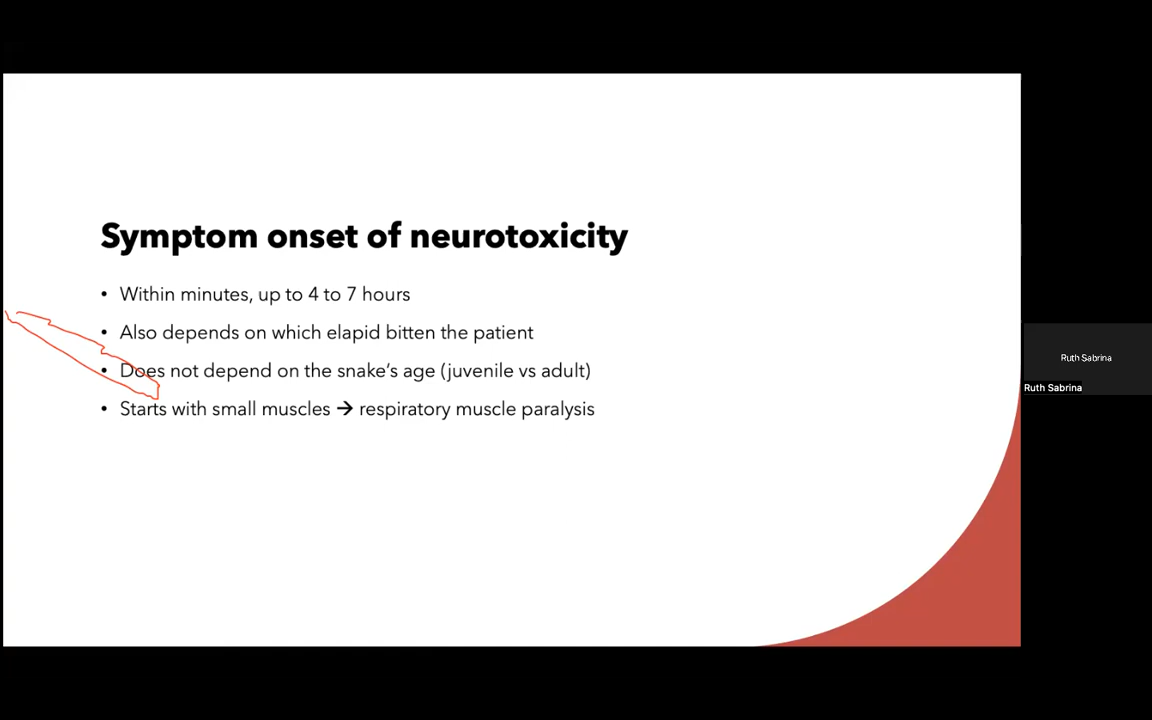 Symptom onset of neurotoxicity
• Within minutes, up to 4 to 7 hours
• Also depends on which elapid bitten the patient
• Does not depend on the snake's age (juvenile vs adult)
• Starts with small muscles → respiratory muscle paralysis
Ruth Sabrina
Ruth Sabrina